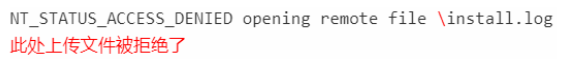 NT_STATUS_ACCESS_DENIED opening remote file \install.log
此处上传文件被拒绝了